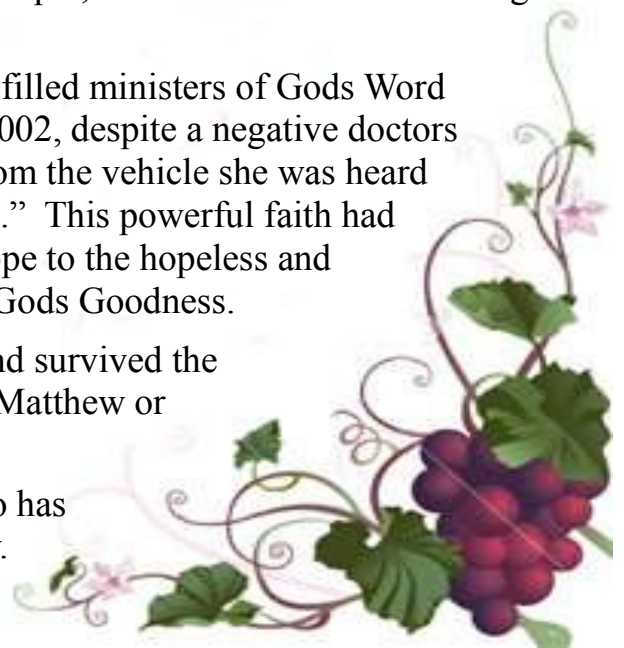 filled ministers of Gods Word
002, despite a negative doctors
om the vehicle she was heard
.” This powerful faith had
ope to the hopeless and
Gods Goodness.
nd survived the
Matthew or
o has